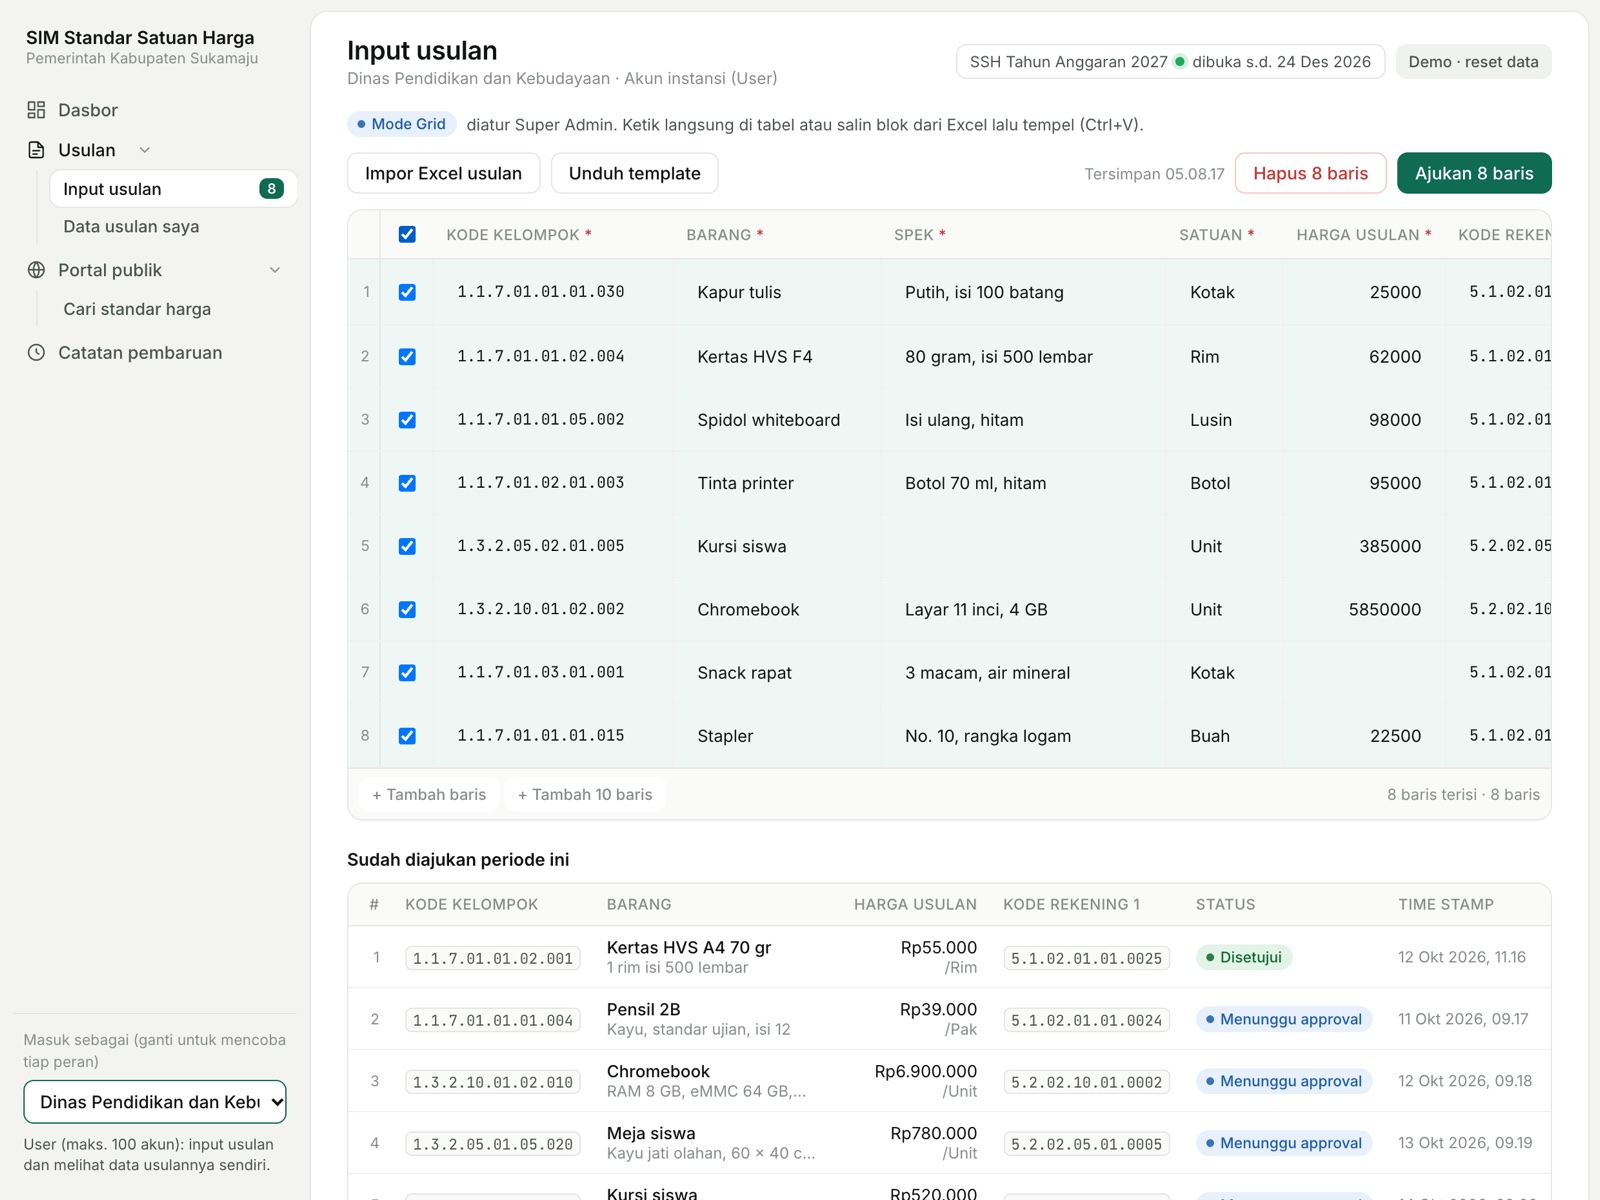 SIM Standar Satuan Harga
Pemerintah Kabupaten Sukamaju
Dasbor
Usulan
Input usulan 8
Data usulan saya
Portal publik
Cari standar harga
Catatan pembaruan
Masuk sebagai (ganti untuk mencoba
tiap peran)
Dinas Pendidikan dan Kebu
User (maks. 100 akun): input usulan
dan melihat data usulannya sendiri.
Input usulan
Dinas Pendidikan dan Kebudayaan · Akun instansi (User)
SSH Tahun Anggaran 2027 dibuka s.d. 24 Des 2026
Demo · reset data
Mode Grid diatur Super Admin. Ketik langsung di tabel atau salin blok dari Excel lalu tempel (Ctrl+V).
Impor Excel usulan Unduh template Tersimpan 05.08.17 Hapus 8 baris Ajukan 8 baris
KODE KELOMPOK * BARANG * SPEK * SATUAN * HARGA USULAN * KODE REKEN
1 1.1.7.01.01.01.030 Kapur tulis Putih, isi 100 batang Kotak 25000 5.1.02.01
2 1.1.7.01.01.02.004 Kertas HVS F4 80 gram, isi 500 lembar Rim 62000 5.1.02.01
3 1.1.7.01.01.05.002 Spidol whiteboard Isi ulang, hitam Lusin 98000 5.1.02.01
4 1.1.7.01.02.01.003 Tinta printer Botol 70 ml, hitam Botol 95000 5.1.02.01
5 1.3.2.05.02.01.005 Kursi siswa Unit 385000 5.2.02.05
6 1.3.2.10.01.02.002 Chromebook Layar 11 inci, 4 GB Unit 5850000 5.2.02.10
7 1.1.7.01.03.01.001 Snack rapat 3 macam, air mineral Kotak 5.1.02.01
8 1.1.7.01.01.01.015 Stapler No. 10, rangka logam Buah 22500 5.1.02.01
+ Tambah baris + Tambah 10 baris 8 baris terisi · 8 baris
Sudah diajukan periode ini
# KODE KELOMPOK BARANG HARGA USULAN KODE REKENING 1 STATUS TIME STAMP
1 1.1.7.01.01.02.001 Kertas HVS A4 70 gr Rp55.000 5.1.02.01.01.0025 Disetujui 12 Okt 2026, 11.16
1 rim isi 500 lembar /Rim
2 1.1.7.01.01.01.004 Pensil 2B Rp39.000 5.1.02.01.01.0024 Menunggu approval 11 Okt 2026, 09.17
Kayu, standar ujian, isi 12 /Pak
3 1.3.2.10.01.02.010 Chromebook Rp6.900.000 5.2.02.10.01.0002 Menunggu approval 12 Okt 2026, 09.18
RAM 8 GB, eMMC 64 GB,... /Unit
4 1.3.2.05.01.05.020 Meja siswa Rp780.000 5.2.02.05.01.0005 Menunggu approval 13 Okt 2026, 09.19
Kayu jati olahan, 60 × 40 c... /Unit
Kursi siswa Rp520.000